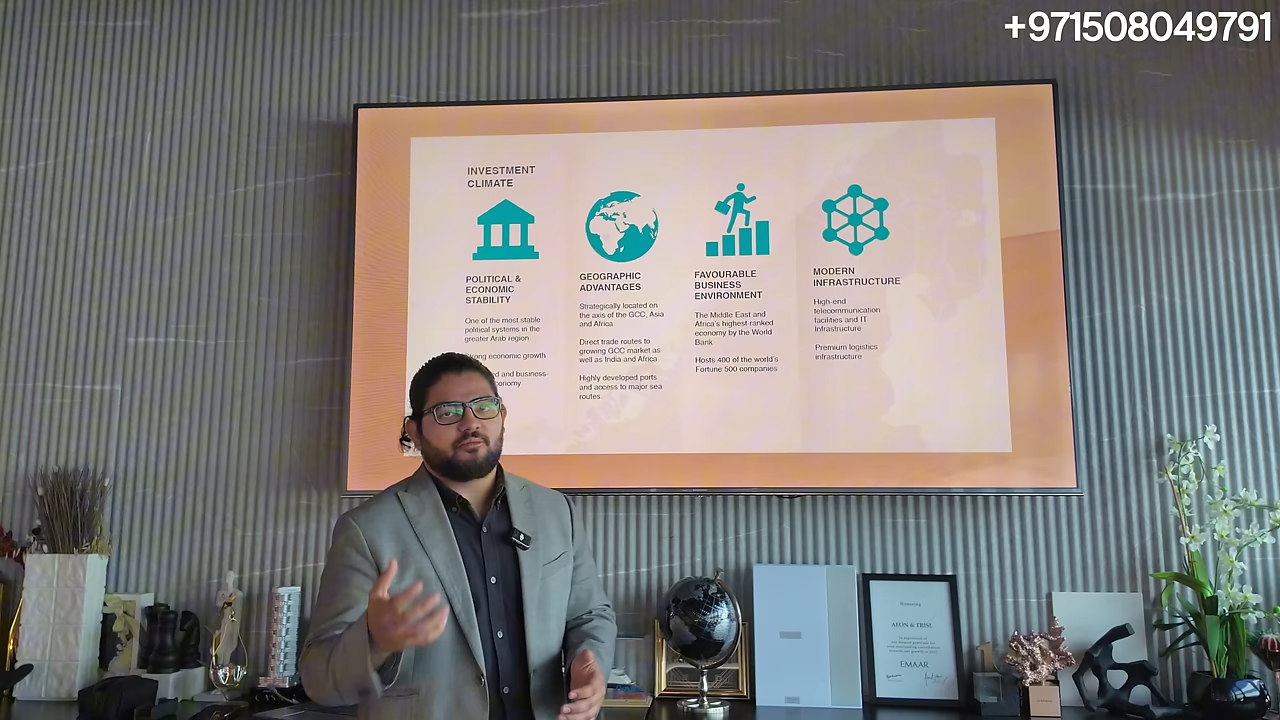 +971508049791
INVESTMENT
CLIMATE
POLITICAL &
ECONOMIC
STABILITY
One of the most stable
political systems in the
greater Arab region
economic growth
and business-
GEOGRAPHIC
ADVANTAGES
Strategically located on
the axis of the GCC, Asia
and Africa
Direct trade routes to
growing GCC market as
well as India and Africa
Highly developed ports
and access to major sea
routes.
FAVOURABLE
BUSINESS
ENVIRONMENT
The Middle East and
Africa's highest-ranked
economy by the World
Bank
Hosts 400 of the world's
Fortune 500 companies
MODERN
INFRASTRUCTURE
High-end
telecommunication
facilities and IT
Infrastructure
Premium logistics
infrastructure
Honoring
AEON & TRISL
EMAAR